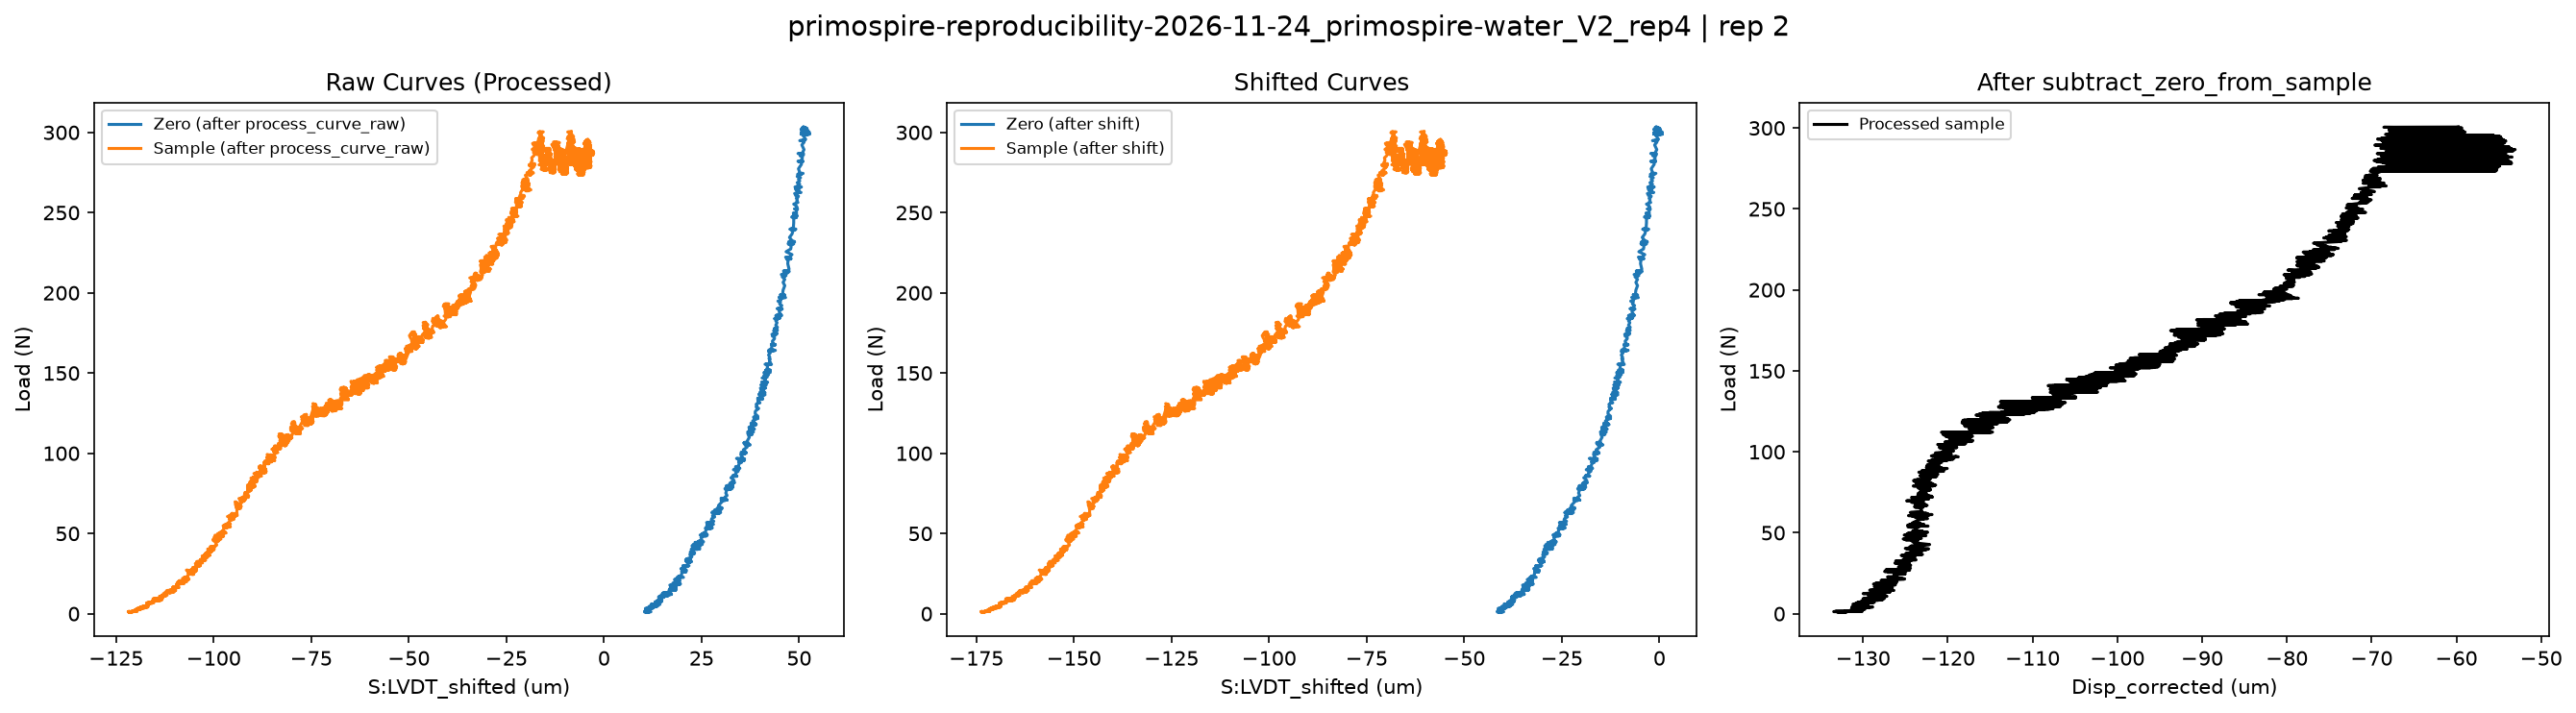 primospire-reproducibility-2026-11-24_primospire-water_V2_rep4 | rep 2
Raw Curves (Processed)
Zero (after process_curve_raw)
Sample (after process_curve_raw)
300
250
200
150
100
50
0
Load (N)
−125 −100 −75 −50 −25 0 25 50
S:LVDT_shifted (um)
Shifted Curves
Zero (after shift)
Sample (after shift)
300
250
200
150
100
50
0
Load (N)
−175 −150 −125 −100 −75 −50 −25 0
S:LVDT_shifted (um)
After subtract_zero_from_sample
Processed sample
300
250
200
150
100
50
0
Load (N)
−130 −120 −110 −100 −90 −80 −70 −60 −50
Disp_corrected (um)